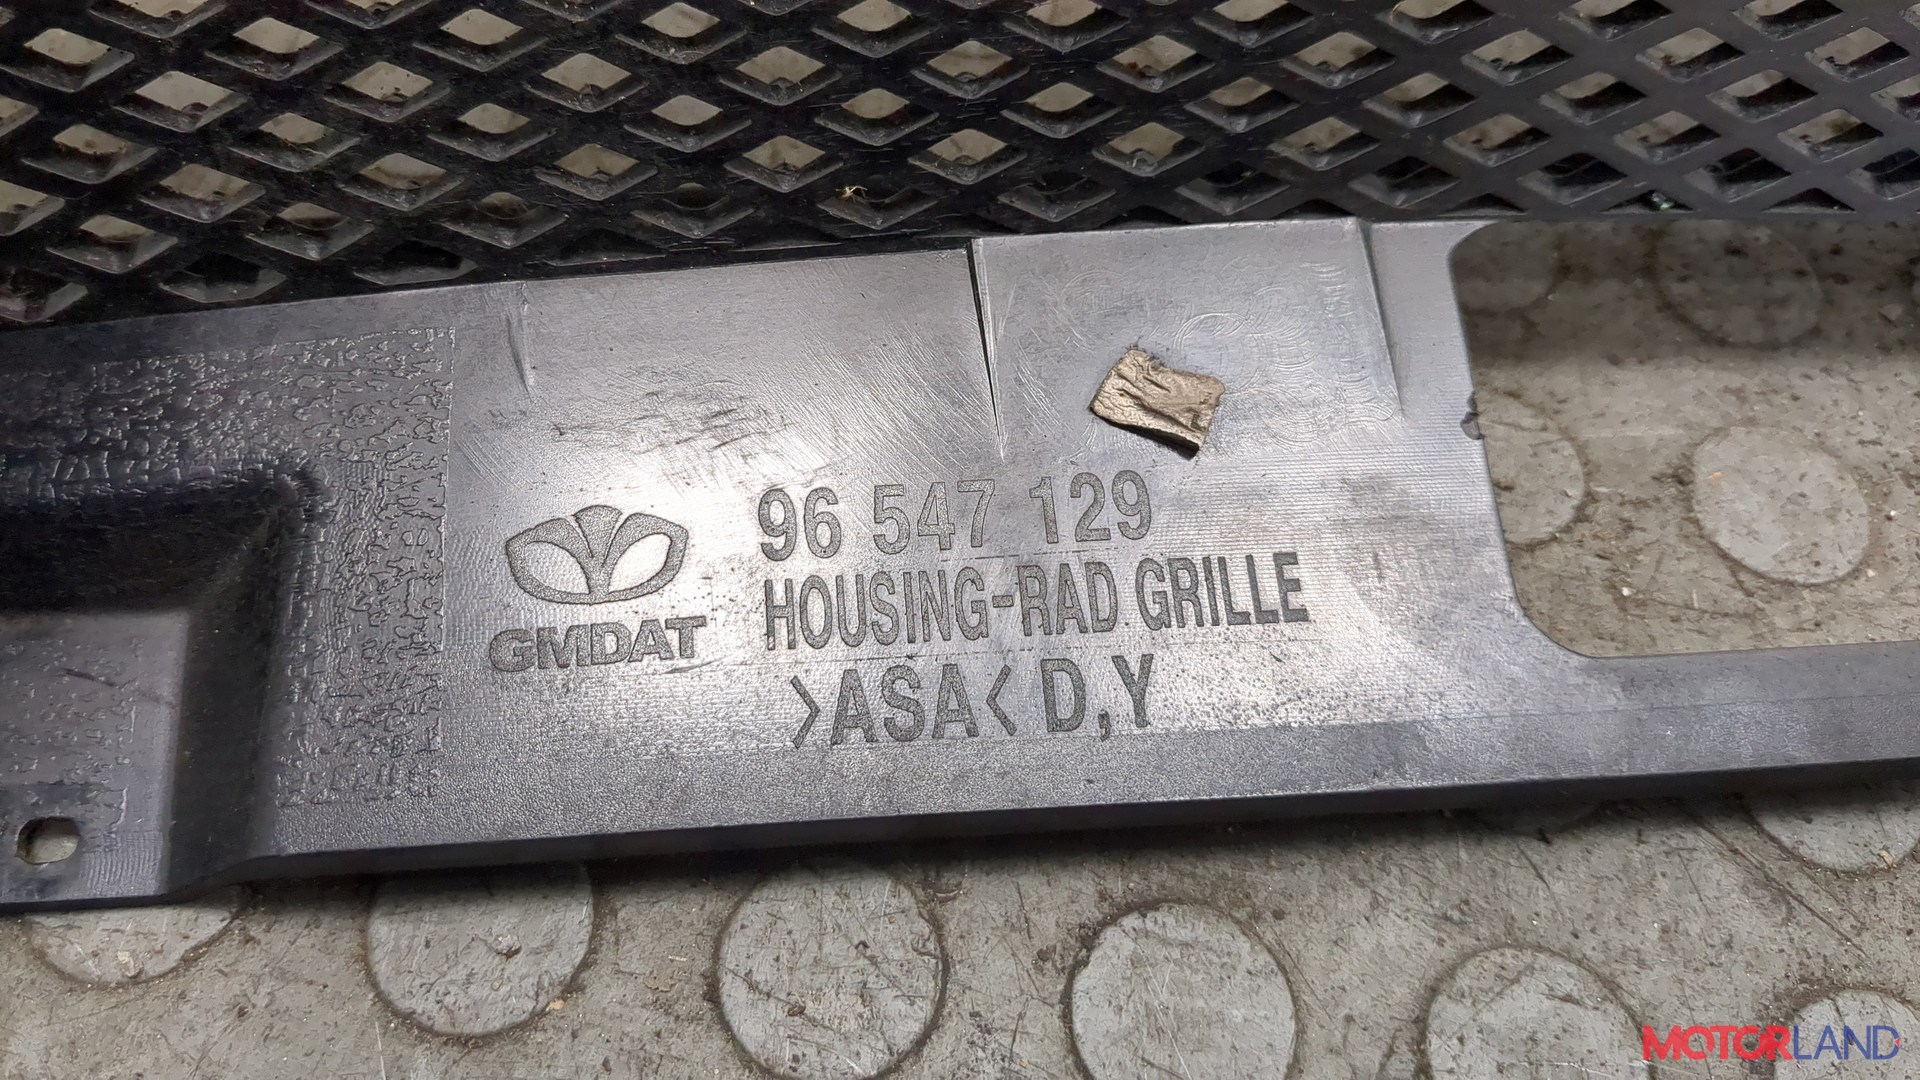 96 547 129
HOUSING-RAD GRILLE
GMDAT
>ASA< D,Y
MOTORLAND